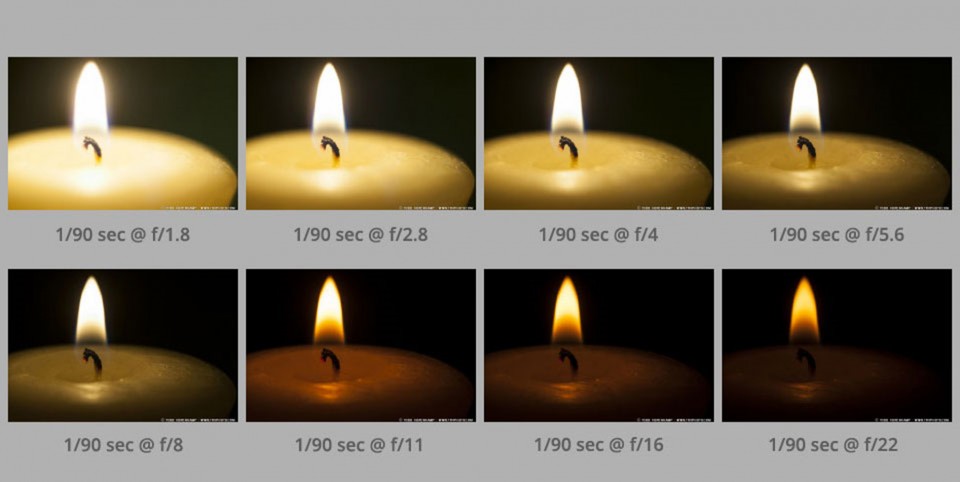 1/90 sec @ f/1.8
1/90 sec @ f/2.8
1/90 sec @ f/4
1/90 sec @ f/5.6
1/90 sec @ f/8
1/90 sec @ f/11
1/90 sec @ f/16
1/90 sec @ f/22